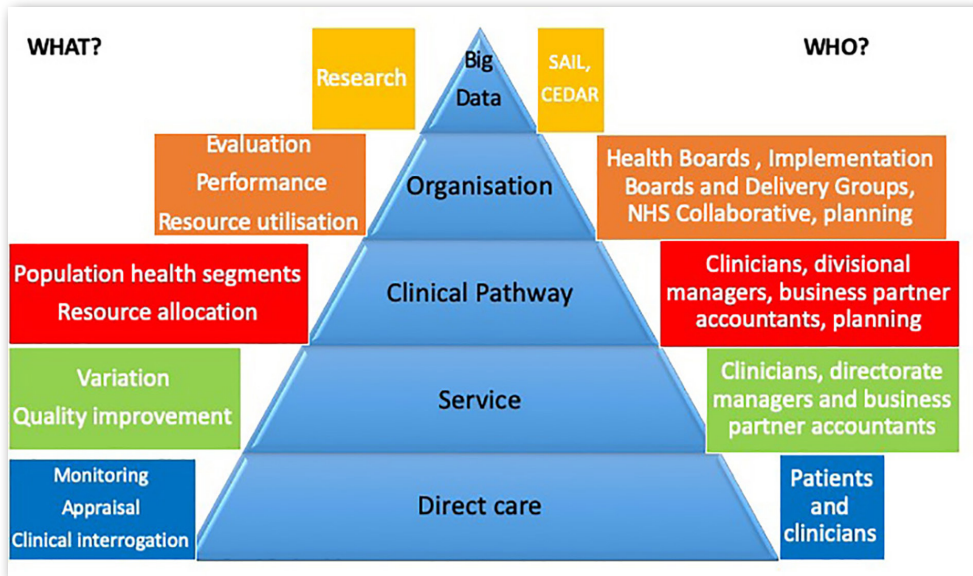 WHAT?
WHO?
Research
Big
Data
SAIL,
CEDAR
Evaluation
Performance
Resource utilisation
Organisation
Health Boards , Implementation
Boards and Delivery Groups,
NHS Collaborative, planning
Population health segments
Resource allocation
Clinical Pathway
Clinicians, divisional
managers, business partner
accountants, planning
Variation
Quality improvement
Service
Clinicians, directorate
managers and business
partner accountants
Monitoring
Appraisal
Clinical interrogation
Direct care
Patients
and
clinicians